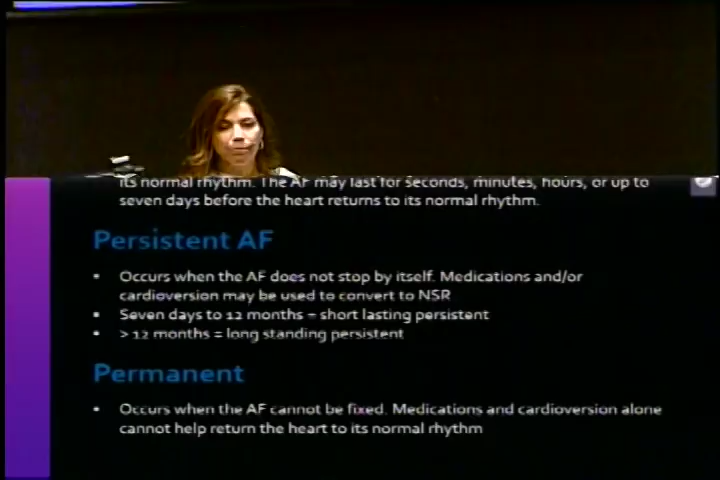 its normal rhythm. The AF may last for seconds, minutes, hours, or up to
seven days before the heart returns to its normal rhythm.
Persistent AF
• Occurs when the AF does not stop by itself. Medications and/or
cardioversion may be used to convert to NSR
• Seven days to 12 months = short lasting persistent
• > 12 months = long standing persistent
Permanent
• Occurs when the AF cannot be fixed. Medications and cardioversion alone
cannot help return the heart to its normal rhythm